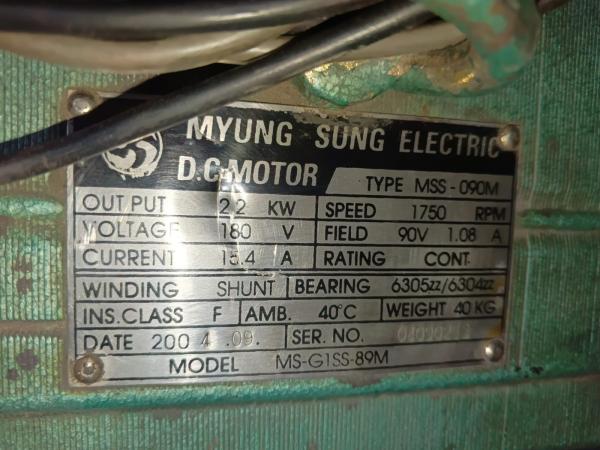 MYUNG SUNG ELECTRIC
D.C. MOTOR TYPE MSS-090M
OUTPUT 2.2 KW SPEED 1750 RPM
VOLTAGE 180 V FIELD 90V 1.08 A
CURRENT 15.4 A RATING CONT.
WINDING SHUNT BEARING 6305zz/6304zz
INS.CLASS F AMB. 40°C WEIGHT 40 KG
DATE 2004 .09. SER. NO.
MODEL MS-G1SS-89M